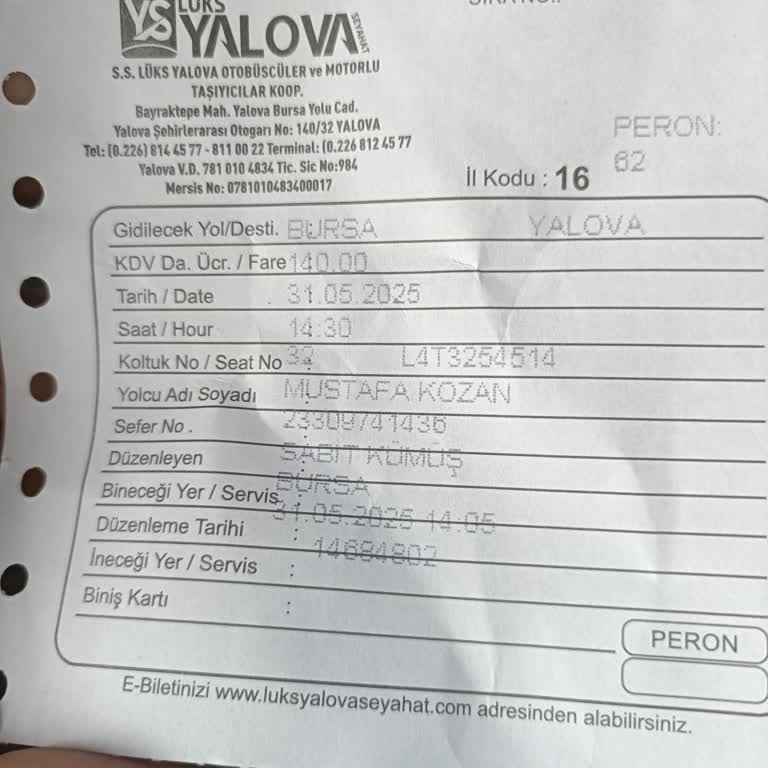 YS LÜKS
YALOVA SEYAHAT
S.S. LÜKS YALOVA OTOBÜSCÜLER ve MOTORLU
TAŞIYICILAR KOOP.
Bayraktepe Mah. Yalova Bursa Yolu Cad.
Yalova Şehirlerarası Otogarı No: 140/32 YALOVA
Tel: (0.226) 814 45 77 - 811 00 22 Terminal: (0.226 812 45 77
Yalova V.D. 781 010 4834 Tic. Sic No:984
Mersis No: 0781010483400017
İl Kodu : 16
PERON:
62
Gidilecek Yol/Desti. BURSA YALOVA
KDV Da. Ücr. / Fare 140.00
Tarih / Date : 31.05.2025
Saat / Hour 14:30
Koltuk No / Seat No 32 L4T3254514
Yolcu Adı Soyadı MUSTAFA KOZAN
Sefer No . 23309741436
Düzenleyen SABIT KÜMÜŞ
Bineceği Yer / Servis BURSA
Düzenleme Tarihi : 31.05.2025 14:05
İneceği Yer / Servis : 14684802
Biniş Kartı :
PERON
E-Biletinizi www.luksyalovaseyahat.com adresinden alabilirsiniz.